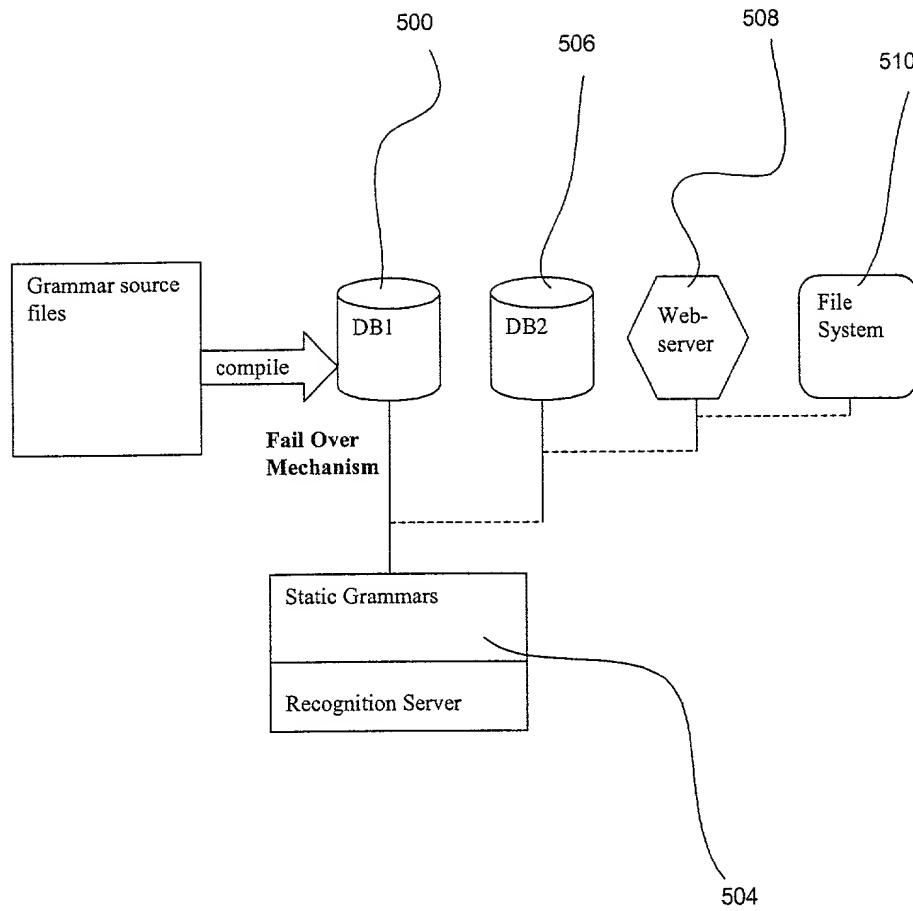 500
506
508
510
Grammar source
files
compile
DB1
DB2
Web-
server
File
System
Fail Over
Mechanism
Static Grammars
Recognition Server
504